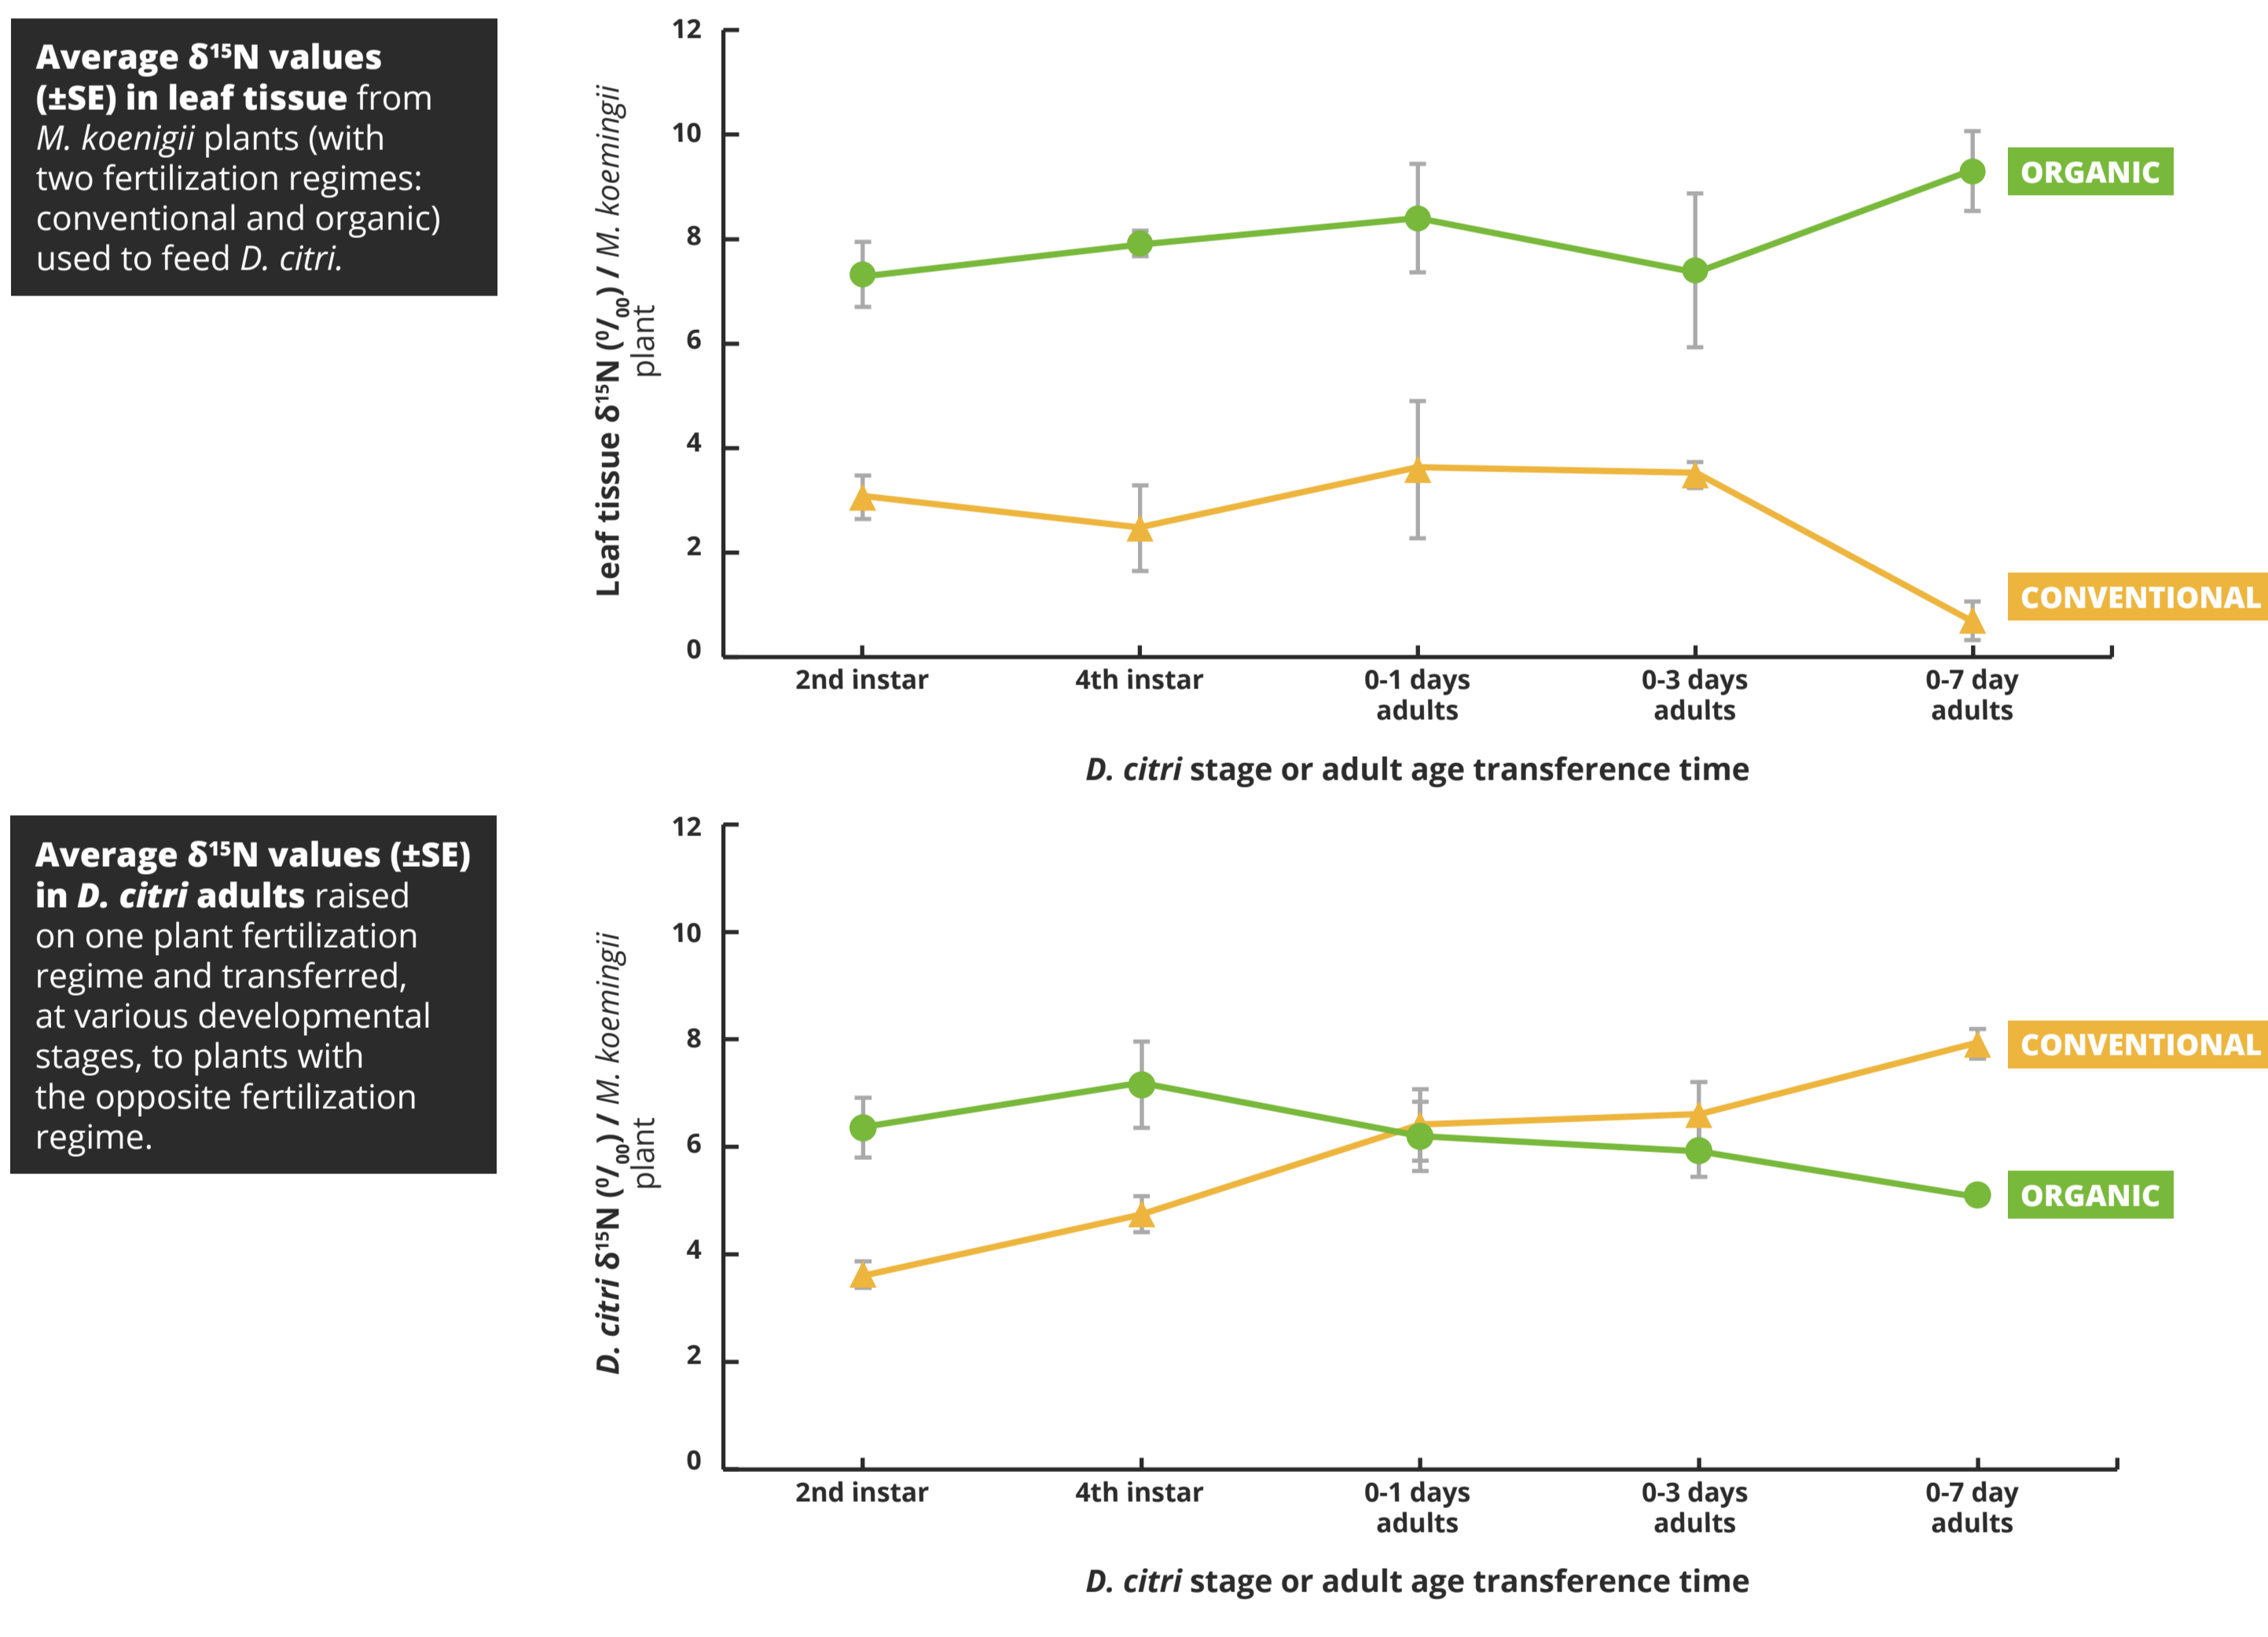 Average δ¹⁵N values
(±SE) in leaf tissue from
M. koenigii plants (with
two fertilization regimes:
conventional and organic)
used to feed D. citri.
Leaf tissue δ¹⁵N (⁰/₀₀) / M. koemingii
plant
12
10
8
6
4
2
0
ORGANIC
CONVENTIONAL
2nd instar
4th instar
0-1 days
adults
0-3 days
adults
0-7 day
adults
D. citri stage or adult age transference time
Average δ¹⁵N values (±SE)
in D. citri adults raised
on one plant fertilization
regime and transferred,
at various developmental
stages, to plants with
the opposite fertilization
regime.
D. citri δ¹⁵N (⁰/₀₀) / M. koemingii
plant
12
10
8
6
4
2
0
CONVENTIONAL
ORGANIC
2nd instar
4th instar
0-1 days
adults
0-3 days
adults
0-7 day
adults
D. citri stage or adult age transference time